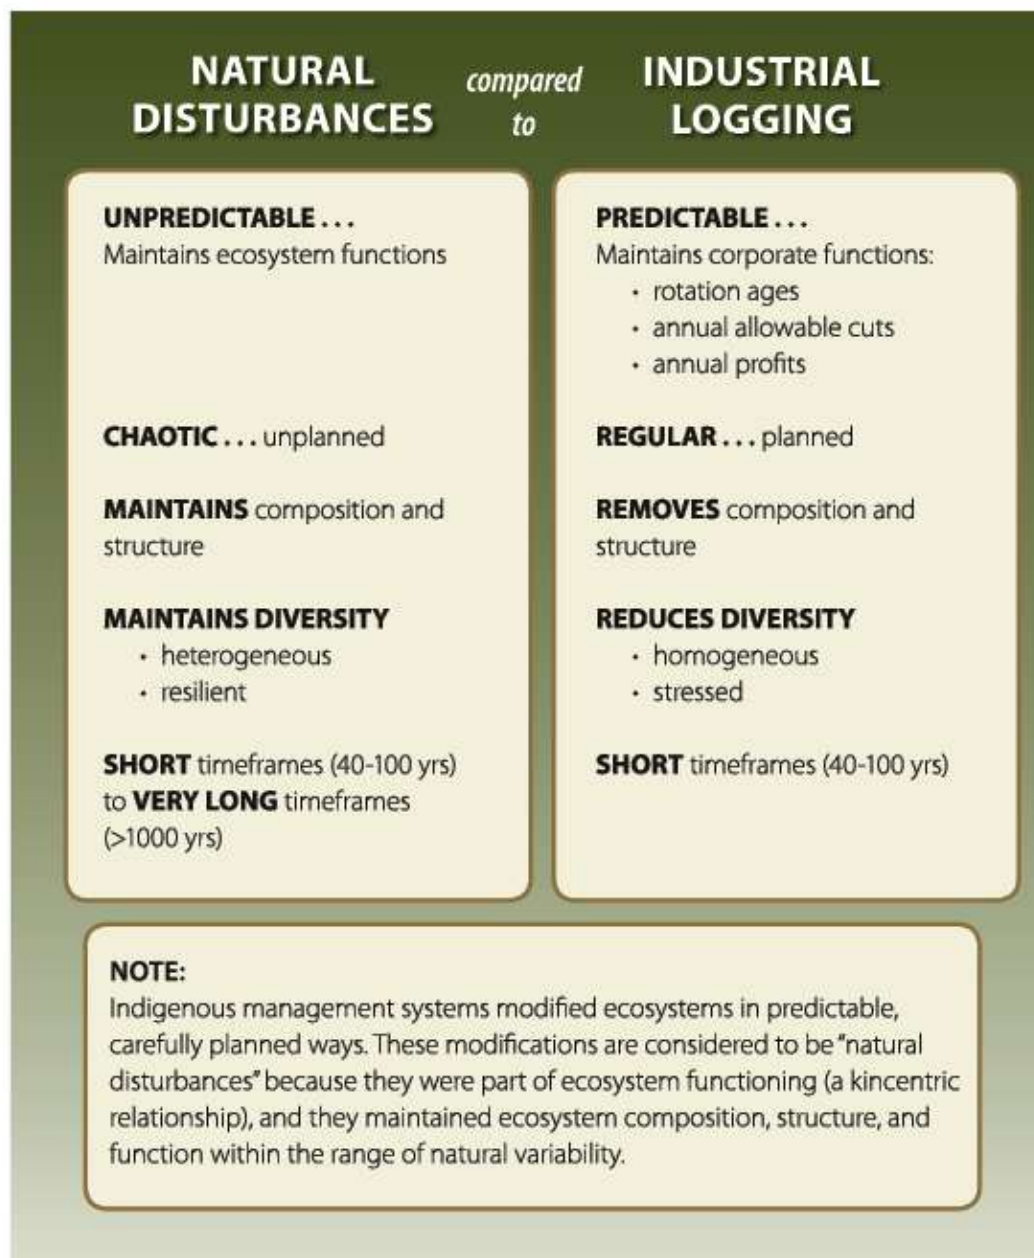 NATURAL
DISTURBANCES
compared
to
INDUSTRIAL
LOGGING
UNPREDICTABLE . . .
Maintains ecosystem functions
CHAOTIC . . . unplanned
MAINTAINS composition and
structure
MAINTAINS DIVERSITY
• heterogeneous
• resilient
SHORT timeframes (40-100 yrs)
to VERY LONG timeframes
(>1000 yrs)
PREDICTABLE . . .
Maintains corporate functions:
• rotation ages
• annual allowable cuts
• annual profits
REGULAR . . . planned
REMOVES composition and
structure
REDUCES DIVERSITY
• homogeneous
• stressed
SHORT timeframes (40-100 yrs)
NOTE:
Indigenous management systems modified ecosystems in predictable,
carefully planned ways. These modifications are considered to be "natural
disturbances" because they were part of ecosystem functioning (a kincentric
relationship), and they maintained ecosystem composition, structure, and
function within the range of natural variability.